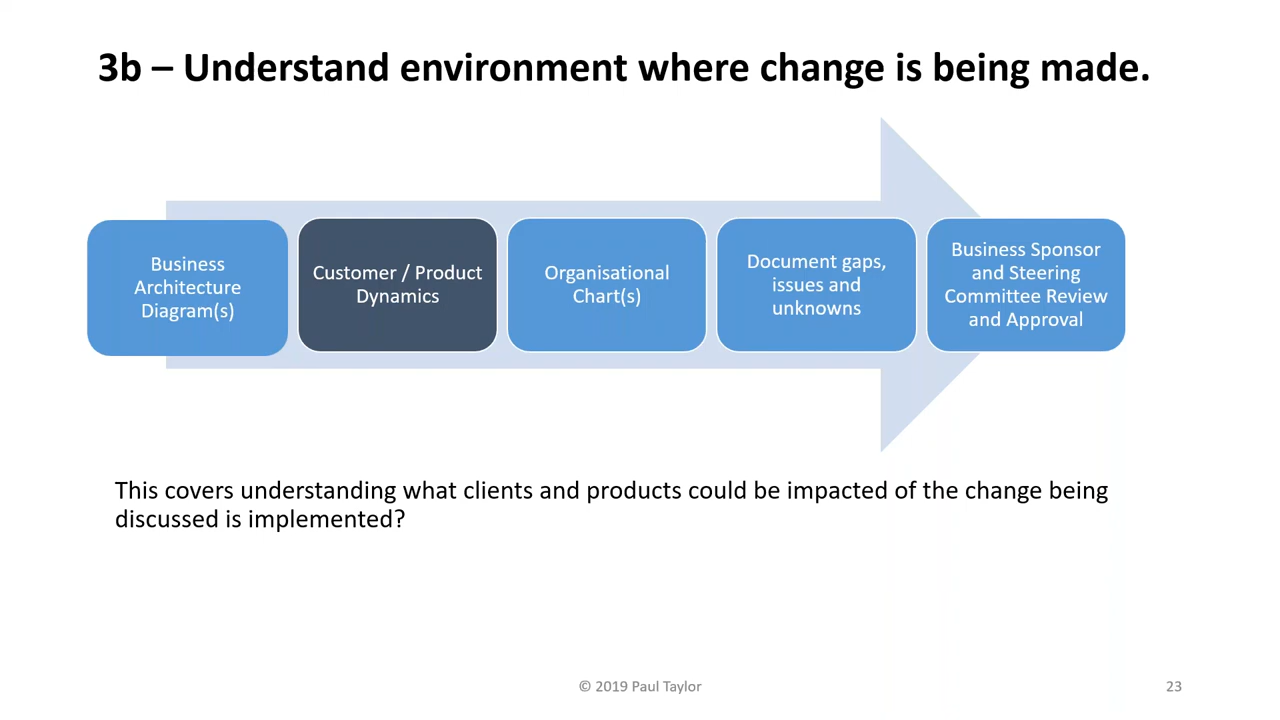 3b – Understand environment where change is being made.
Business
Architecture
Diagram(s)
Customer / Product
Dynamics
Organisational
Chart(s)
Document gaps,
issues and
unknowns
Business Sponsor
and Steering
Committee Review
and Approval
This covers understanding what clients and products could be impacted of the change being
discussed is implemented?
© 2019 Paul Taylor
23